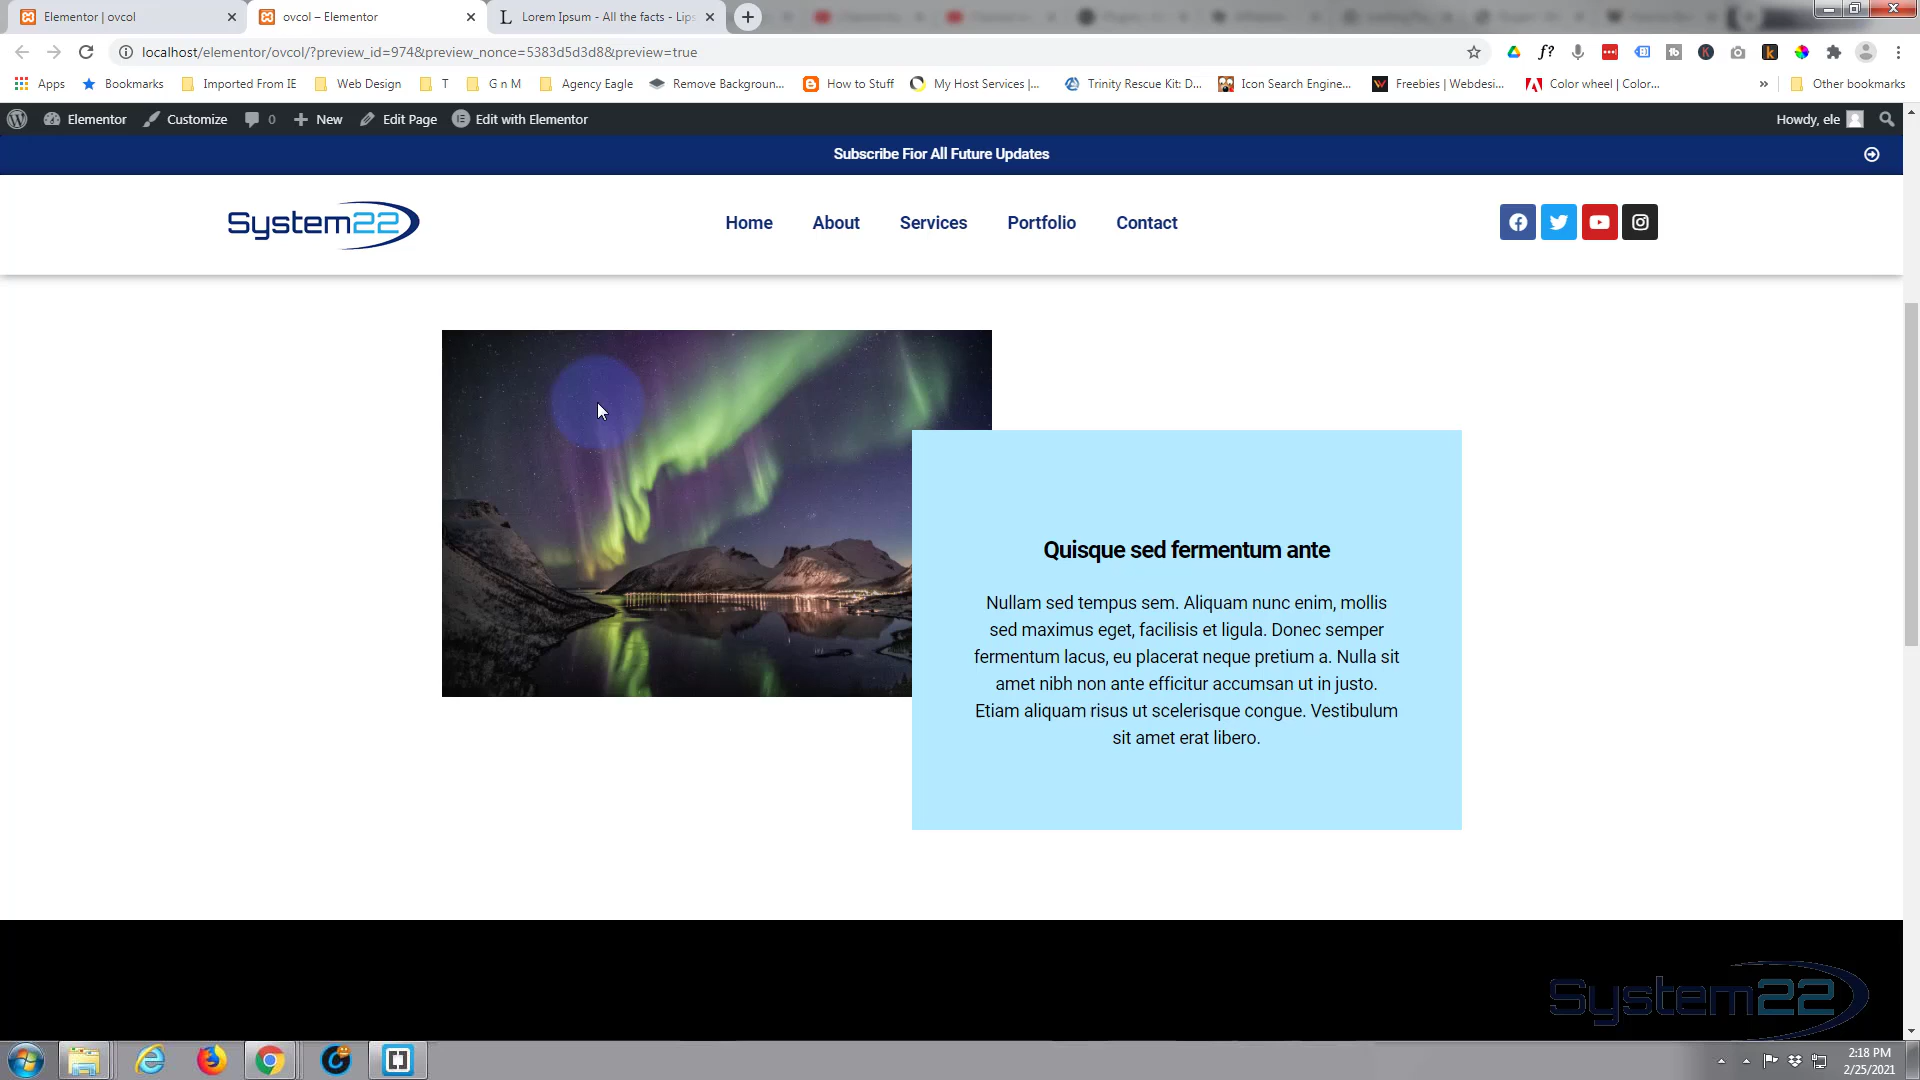 Elementor | ovcol
ovcol – Elementor
Lorem Ipsum - All the facts - Lips
localhost/elementor/ovcol/?preview_id=974&preview_nonce=5383d5d3d8&preview=true
Apps
Bookmarks
Imported From IE
Web Design
T
G n M
Agency Eagle
Remove Backgroun...
How to Stuff
My Host Services |...
Trinity Rescue Kit: D...
Icon Search Engine...
Freebies | Webdesi...
Color wheel | Color...
»
Other bookmarks
Elementor
Customize
0
New
Edit Page
Edit with Elementor
Howdy, ele
Subscribe Fior All Future Updates
System22
Home
About
Services
Portfolio
Contact
Quisque sed fermentum ante
Nullam sed tempus sem. Aliquam nunc enim, mollis
sed maximus eget, facilisis et ligula. Donec semper
fermentum lacus, eu placerat neque pretium a. Nulla sit
amet nibh non ante efficitur accumsan ut in justo.
Etiam aliquam risus ut scelerisque congue. Vestibulum
sit amet erat libero.
System22
2:18 PM
2/25/2021